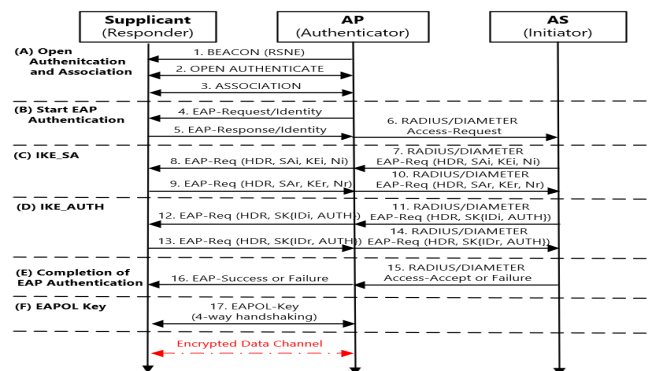 Supplicant
(Responder)
AP
(Authenticator)
AS
(Initiator)
(A) Open
Authenitcation
and Association
1. BEACON (RSNE)
2. OPEN AUTHENTICATE
3. ASSOCIATION
(B) Start EAP
Authentication
4. EAP-Request/Identity
5. EAP-Response/Identity
6. RADIUS/DIAMETER
Access-Request
(C) IKE_SA
7. RADIUS/DIAMETER
EAP-Req (HDR, SAi, KEi, Ni)
8. EAP-Req (HDR, SAi, KEi, Ni)
9. EAP-Req (HDR, SAr, KEr, Nr)
10. RADIUS/DIAMETER
EAP-Req (HDR, SAr, KEr, Nr)
(D) IKE_AUTH
11. RADIUS/DIAMETER
EAP-Req (HDR, SK{IDi, AUTH})
12. EAP-Req (HDR, SK{IDi, AUTH})
13. EAP-Req (HDR, SK{IDr, AUTH})
14. RADIUS/DIAMETER
EAP-Req (HDR, SK{IDr, AUTH})
(E) Completion of
EAP Authentication
15. RADIUS/DIAMETER
Access-Accept or Failure
16. EAP-Success or Failure
(F) EAPOL Key
17. EAPOL-Key
(4-way handshaking)
Encrypted Data Channel